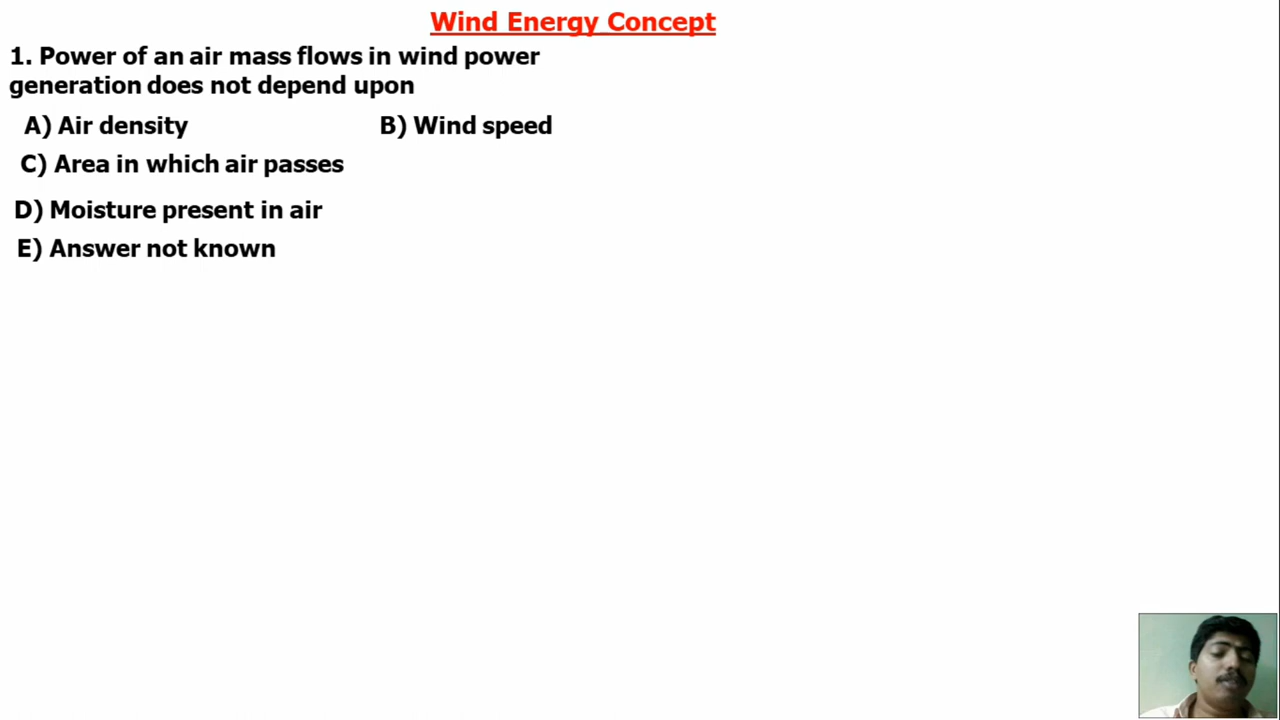 Wind Energy Concept
1. Power of an air mass flows in wind power
generation does not depend upon
A) Air density B) Wind speed
C) Area in which air passes
D) Moisture present in air
E) Answer not known